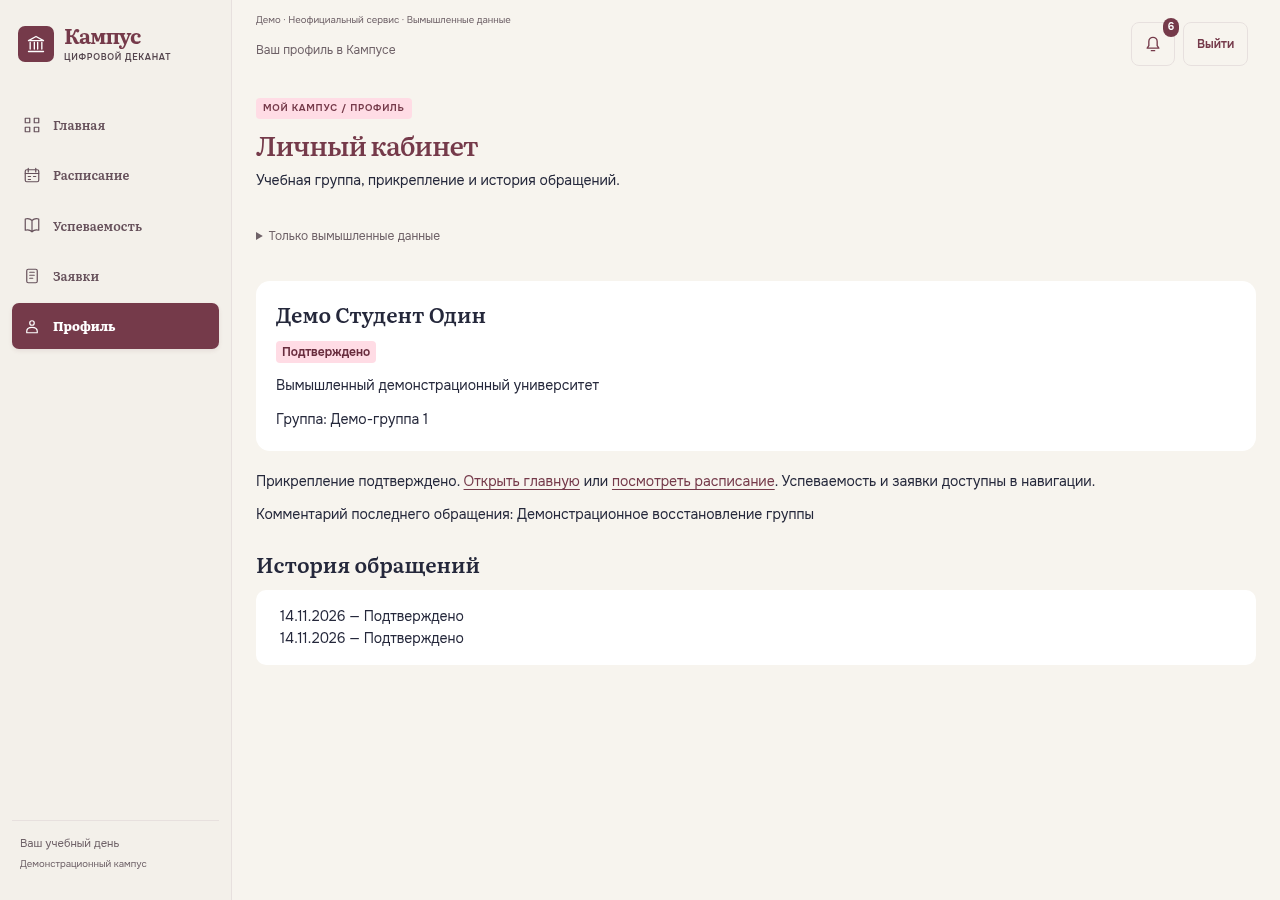 Кампус
ЦИФРОВОЙ ДЕКАНАТ
Главная
Расписание
Успеваемость
Заявки
Профиль
Ваш учебный день
Демонстрационный кампус
Демо · Неофициальный сервис · Вымышленные данные
Ваш профиль в Кампусе
6
Выйти
МОЙ КАМПУС / ПРОФИЛЬ
Личный кабинет
Учебная группа, прикрепление и история обращений.
Только вымышленные данные
Демо Студент Один
Подтверждено
Вымышленный демонстрационный университет
Группа: Демо-группа 1
Прикрепление подтверждено. Открыть главную или посмотреть расписание. Успеваемость и заявки доступны в навигации.
Комментарий последнего обращения: Демонстрационное восстановление группы
История обращений
14.11.2026 — Подтверждено
14.11.2026 — Подтверждено